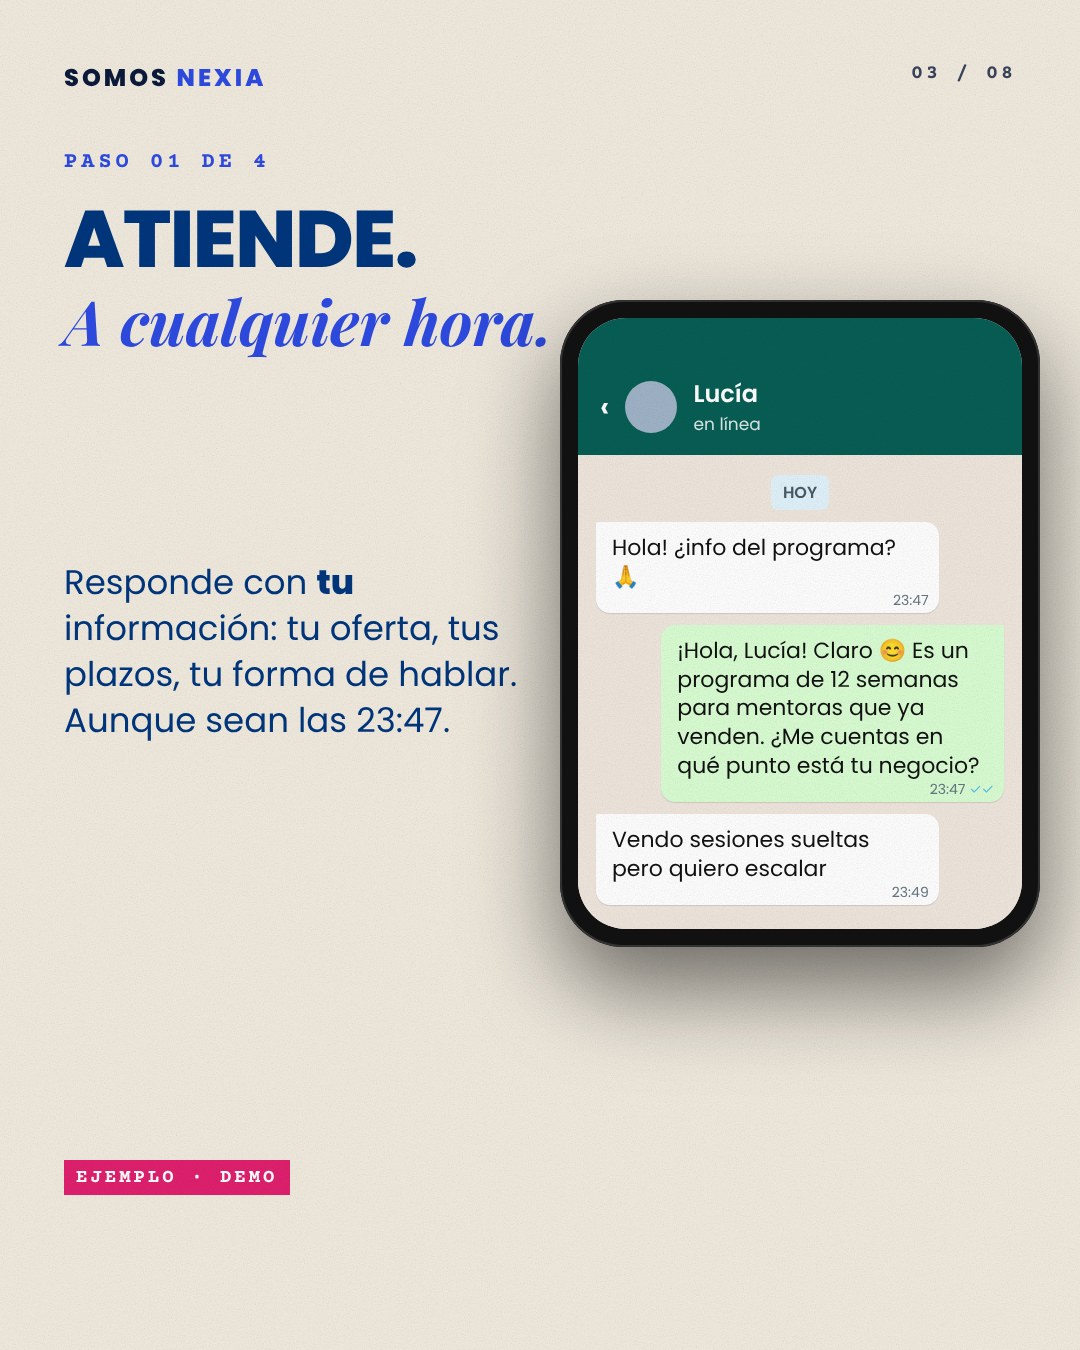 SOMOS NEXIA
03 / 08
PASO 01 DE 4
ATIENDE.
A cualquier hora.
Responde con tu
información: tu oferta, tus
plazos, tu forma de hablar.
Aunque sean las 23:47.
‹
Lucía
en línea
HOY
Hola! ¿info del programa?
🙏
23:47
¡Hola, Lucía! Claro 😊 Es un
programa de 12 semanas
para mentoras que ya
venden. ¿Me cuentas en
qué punto está tu negocio?
23:47 ✓✓
Vendo sesiones sueltas
pero quiero escalar
23:49
EJEMPLO · DEMO